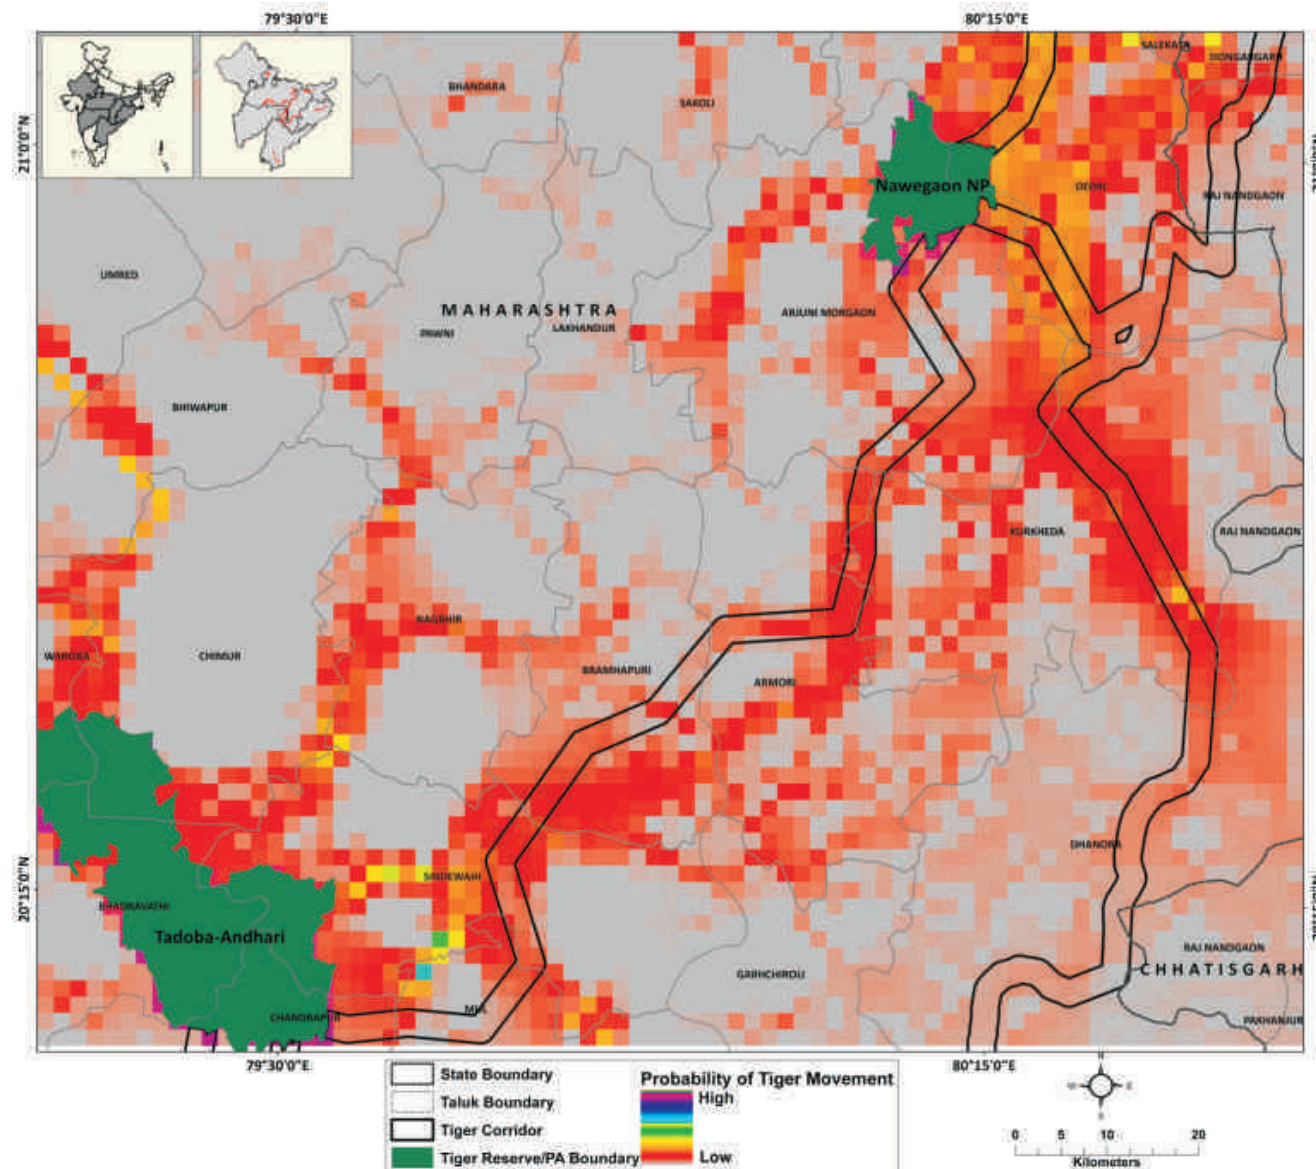 79°30'0"E
80°15'0"E
SALEKASA
DONGARGARH
BHANDARA
SAKOLI
21°0'0"N
Nawegaon NP
DEORI
RAJ NANDGAON
UMRED
MAHARASHTRA
ARJUNI MORGAON
LAKHANDUR
PAWNI
BHIWAPUR
KURKHEDA
RAJ NANDGAON
NAGBHIR
WARORA
CHIMUR
BRAMHAPURI
ARMORI
DHANORA
20°15'0"N
SINDEWAHI
BHADRAVATHI
Tadoba-Andhari
RAJ NANDGAON
GARHCHIROLI
CHHATISGARH
CHANDRAPUR
MUL
PAKHANJUR
79°30'0"E
80°15'0"E
State Boundary
Taluk Boundary
Tiger Corridor
Tiger Reserve/PA Boundary
Probability of Tiger Movement
High
Low
N
W
E
S
0 5 10 20
Kilometers